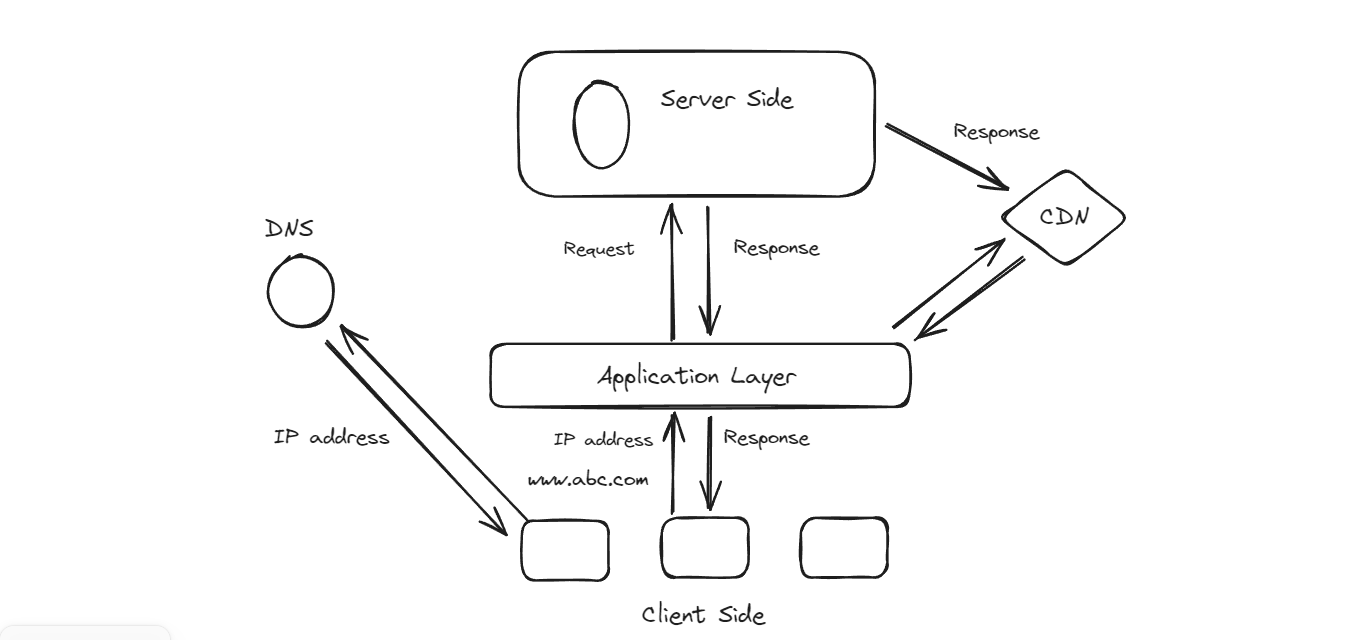 Server Side
Response
CDN
DNS
Request
Response
Application Layer
IP address
IP address
Response
www.abc.com
Client Side